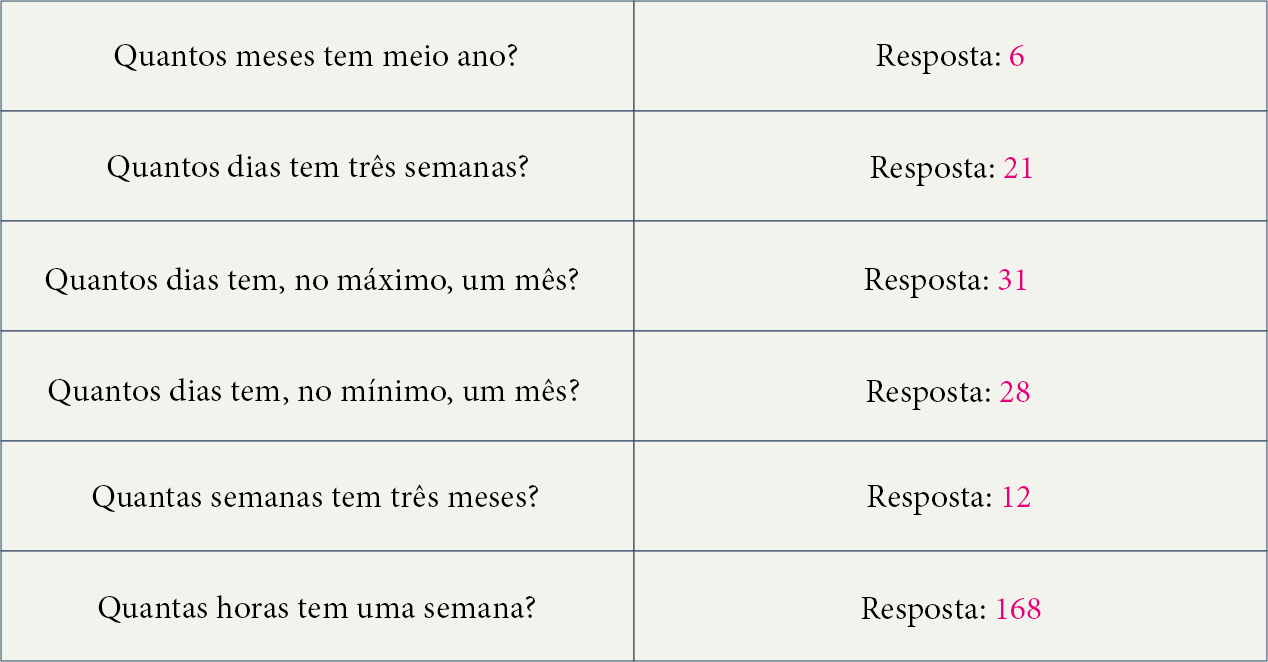 Quantos meses tem meio ano? Resposta: 6
Quantos dias tem três semanas? Resposta: 21
Quantos dias tem, no máximo, um mês? Resposta: 31
Quantos dias tem, no mínimo, um mês? Resposta: 28
Quantas semanas tem três meses? Resposta: 12
Quantas horas tem uma semana? Resposta: 168